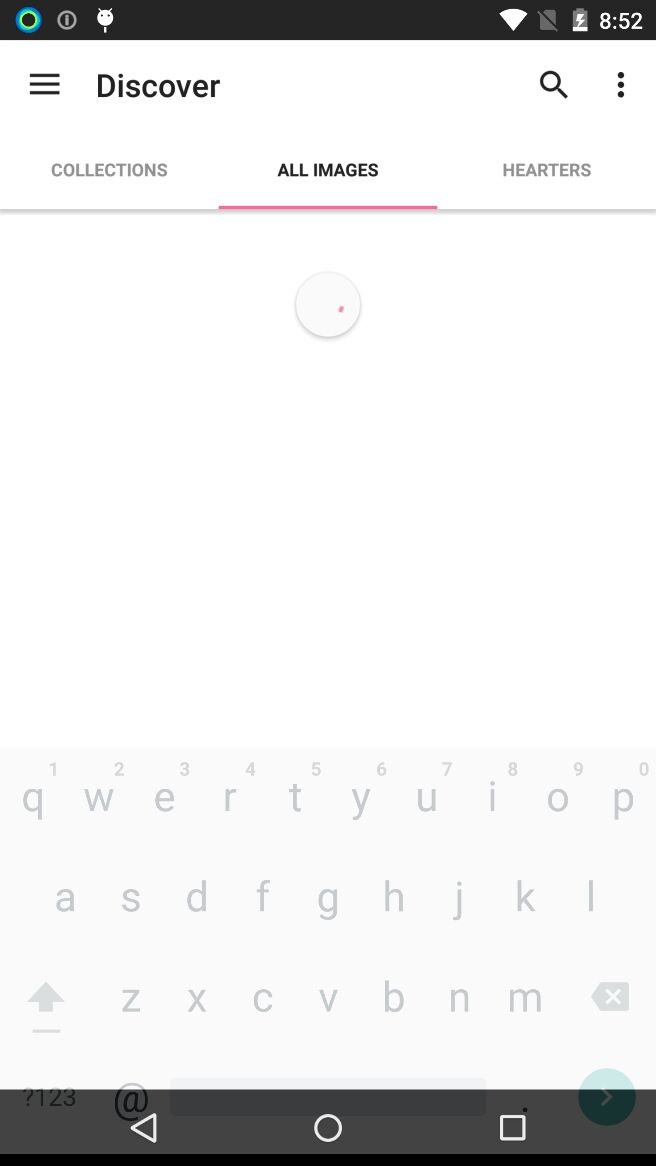 8:52
Discover
COLLECTIONS ALL IMAGES HEARTERS
1 2 3 4 5 6 7 8 9 0
q w e r t y u i o p
a s d f g h j k l
z x c v b n m
?123 @ .